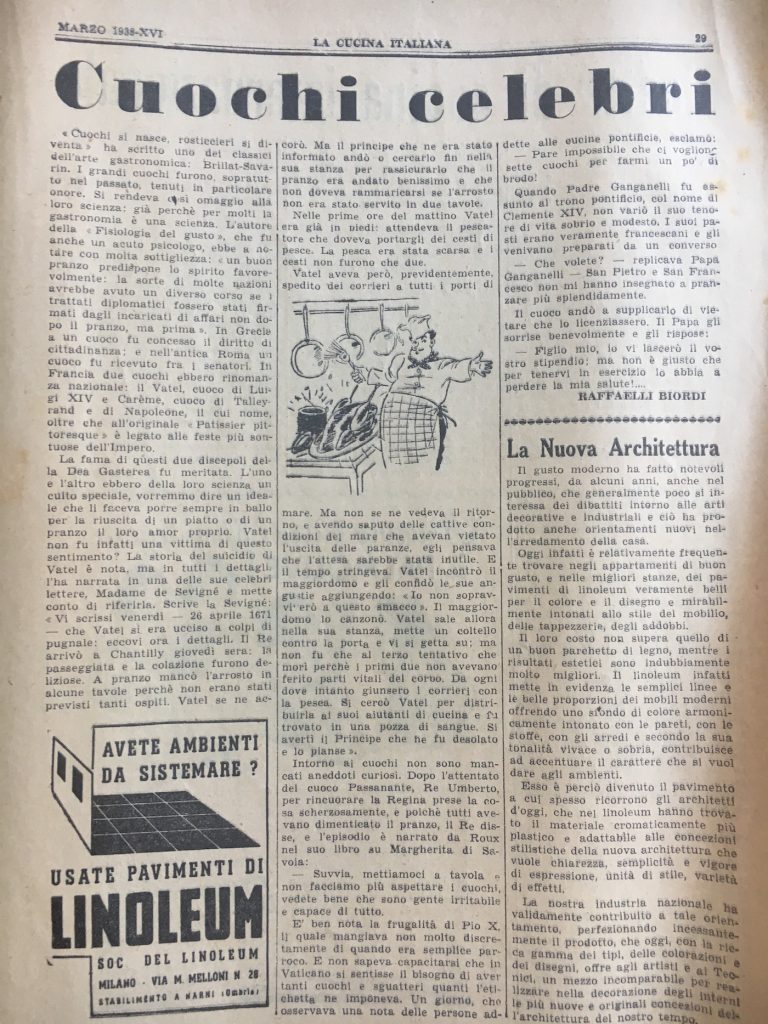 MARZO 1938-XVI
LA CUCINA ITALIANA
29
Cuochi celebri
« Cuochi si nasce, rosticcieri si di-
venta » ha scritto uno dei classici
dell'arte gastronomica: Brillat-Sava-
rin. I grandi cuochi furono, sopratut-
to nel passato, tenuti in particolare
onore. Si rendeva così omaggio alla
loro scienza; già perchè per molti la
gastronomia è una scienza. L'autore
della « Fisiologia del gusto », che fu
anche un acuto psicologo, ebbe a no-
tare con molta sottigliezza: « un buon
pranzo predispone lo spirito favore-
volmente: la sorte di molte nazioni
avrebbe avuto un diverso corso se i
trattati diplomatici fossero stati fir-
mati dagli incaricati di affari non do-
po il pranzo, ma prima ». In Grecia
a un cuoco fu concesso il diritto di
cittadinanza; e nell'antica Roma un
cuoco fu ricevuto fra i senatori. In
Francia due cuochi ebbero rinoman-
za nazionale: il Vatel, cuoco di Lui-
gi XIV e Carème, cuoco di Talley-
rand e di Napoleone, il cui nome,
oltre che all'originale « Patissier pit-
toresque » è legato alle feste più son-
tuose dell'Impero.
La fama di questi due discepoli del-
la Dea Gasterea fu meritata. L'uno
e l'altro ebbero della loro scienza un
culto speciale, vorremmo dire un idea-
le che li faceva porre sempre in ballo
per la riuscita di un piatto o di un
pranzo il loro amor proprio. Vatel
non fu infatti una vittima di questo
sentimento? La storia del suicidio di
Vatel è nota, ma in tutti i dettagli,
l'ha narrata in una delle sue celebri
lettere, Madame de Sevigné e mette
conto di riferirla. Scrive la Sevigné:
« Vi scrissi venerdì — 26 aprile 1671
— che Vatel si era ucciso a colpi di
pugnale: eccovi ora i dettagli. Il Re
arrivò a Chantilly giovedì sera: la
passeggiata e la colazione furono de-
liziose. A pranzo mancò l'arrosto in
alcune tavole perchè non erano stati
previsti tanti ospiti. Vatel se ne ac-
AVETE AMBIENTI
DA SISTEMARE ?
USATE PAVIMENTI DI
LINOLEUM
SOC DEL LINOLEUM
MILANO - VIA M. MELLONI N 28
STABILIMENTO A NARNI (Umbria)
corò. Ma il principe che ne era stato
informato andò o cercarlo fin nella
sua stanza per rassicurarlo che il
pranzo era andato benissimo e che
non doveva rammaricarsi se l'arrosto
non era stato servito in due tavole.
Nelle prime ore del mattino Vatel
era già in piedi: attendeva il pesca-
tore che doveva portargli dei cesti di
pesce. La pesca era stata scarsa e i
cesti non furono che due.
Vatel aveva però, previdentemente,
spedito dei corrieri a tutti i porti di
mare. Ma non se ne vedeva il ritor-
no, e avendo saputo delle cattive con-
dizioni del mare che avevan vietato
l'uscita delle paranze, egli pensava
che l'attesa sarebbe stata inutile. E
il tempo stringeva. Vatel incontrò il
maggiordomo e gli confidò le sue an-
gustie aggiungendo: « Io non soprav-
viverò a questo smacco ». Il maggior-
domo lo canzonò. Vatel sale allora
nella sua stanza, mette un coltello
contro la porta e vi si getta su; ma
non fu che al terzo tentativo che
morì perchè i primi due non avevano
ferito parti vitali del corpo. Da ogni
dove intanto giunsero i corrieri con
la pesca. Si cercò Vatel per distri-
buirla ai suoi aiutanti di cucina e fu
trovato in una pozza di sangue. Si
avertì il Principe che ne fu desolato
e lo pianse ».
Intorno ai cuochi non sono man-
cati aneddoti curiosi. Dopo l'attentato
del cuoco Passanante, Re Umberto,
per rincuorare la Regina prese la co-
sa scherzosamente, e poichè tutti ave-
vano dimenticato il pranzo, il Re dis-
se, e l'episodio è narrato da Roux
nel suo libro su Margherita di Sa-
voia:
— Suvvia, mettiamoci a tavola e
non facciamo più aspettare i cuochi,
vedete bene che sono gente irritabile
e capace di tutto.
E' ben nota la frugalità di Pio X,
il quale mangiava non molto discre-
tamente di quando era semplice par-
roco. E non sapeva capacitarsi che in
Vaticano si sentisse il bisogno di aver
tanti cuochi e sguatteri quanti l'eti-
chetta ne imponeva. Un giorno, che
osservava una nota delle persone ad-
dette alle cucine pontificie, esclamò:
— Pare impossibile che ci vogliono
sette cuochi per farmi un po' di
brodo!
Quando Padre Ganganelli fu as-
sunto al trono pontificio, col nome di
Clemente XIV, non variò il suo teno-
re di vita sobrio e modesto. I suoi pa-
sti erano veramente francescani e gli
venivano preparati da un converso
— Che volete? — replicava Papa
Ganganelli — San Pietro e San Fran-
cesco non mi hanno insegnato a pran-
zare più splendidamente.
Il cuoco andò a supplicarlo di vie-
tare che lo licenziassero. Il Papa gli
sorrise benevolmente e gli rispose:
— Figlio mio, io vi lascerò il vo-
stro stipendio; ma non è giusto che
per tenervi in esercizio io abbia a
perdere la mia salute!....
RAFFAELLI BIORDI
La Nuova Architettura
Il gusto moderno ha fatto notevoli
progressi, da alcuni anni, anche nel
pubblico, che generalmente poco si in-
teressa dei dibattiti intorno alle arti
decorative e industriali e ciò ha pro-
dotto anche orientamenti nuovi nel-
l'arredamento della casa.
Oggi infatti è relativamente frequen-
te trovare negli appartamenti di buon
gusto, e nelle migliori stanze, dei pa-
vimenti di linoleum veramente belli
per il colore e il disegno e mirabil-
mente intonati allo stile del mobilio,
delle tappezzerie, degli addobbi.
Il loro costo non supera quello di
un buon parchetto di legno, mentre i
risultati estetici sono indubbiamente
molto migliori. Il linoleum infatti
mette in evidenza le semplici linee e
le belle proporzioni dei mobili moderni
offrendo uno sfondo di colore armoni-
camente intonato con le pareti, con le
stoffe, con gli arredi e secondo la sua
tonalità vivace o sobria, contribuisce
ad accentuare il carattere che si vuol
dare agli ambienti.
Esso è perciò divenuto il pavimento
a cui spesso ricorrono gli architetti
d'oggi, che nel linoleum hanno trova-
to il materiale cromaticamente più
plastico e adattabile alle concezioni
stilistiche della nuova architettura che
vuole chiarezza, semplicità e vigore
di espressione, unità di stile, varietà
di effetti.
La nostra industria nazionale ha
validamente contribuito a tale orien-
tamento, perfezionando incessante-
mente il prodotto, che oggi, con la ric-
ca gamma dei tipi, delle colorazioni e
dei disegni, offre agli artisti e ai Tec-
nici, un mezzo incomparabile per rea-
lizzare nella decorazione degli interni
le più nuove e originali concezioni del-
l'architettura del nostro tempo.